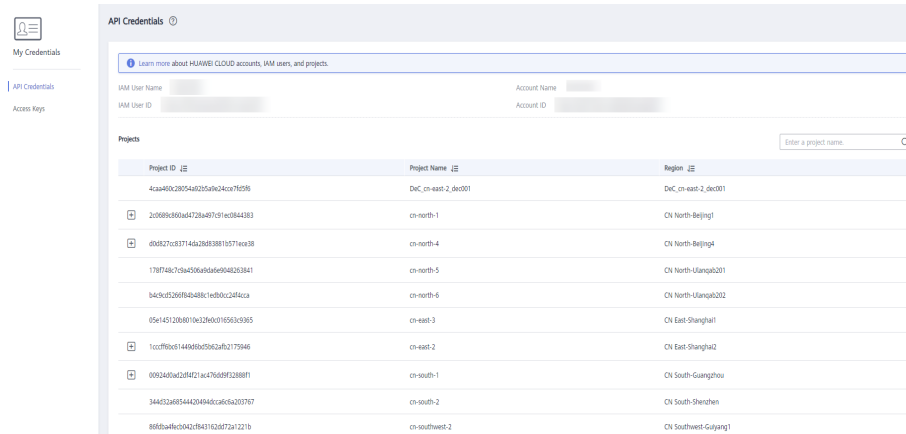 API Credentials
My Credentials
API Credentials
Access Keys
Learn more about HUAWEI CLOUD accounts, IAM users, and projects.
IAM User Name Account Name
IAM User ID Account ID
Projects
Enter a project name.
Project ID Project Name Region
4caa460c28054a92b5a9e24cce7fd5f6 DeC_cn-east-2_dec001 DeC_cn-east-2_dec001
2c0689c860ad4728a497c91ec0844383 cn-north-1 CN North-Beijing1
d0d827cc83714da28d83881b571ece38 cn-north-4 CN North-Beijing4
178f748c7c9a4506a9da6e9048263841 cn-north-5 CN North-Ulanqab201
b4c9cd5266f84b488c1edb0cc24f4cca cn-north-6 CN North-Ulanqab202
05e145120b8010e32fe0c016563c9365 cn-east-3 CN East-Shanghai1
1cccff6bc61449d6bd5b62afb2175946 cn-east-2 CN East-Shanghai2
00924d0ad2df4f21ac476dd9f32888f1 cn-south-1 CN South-Guangzhou
344d32a68544420494dcca6c6a203767 cn-south-2 CN South-Shenzhen
86fdba4fecb042cf843162dd72a1221b cn-southwest-2 CN Southwest-Guiyang1